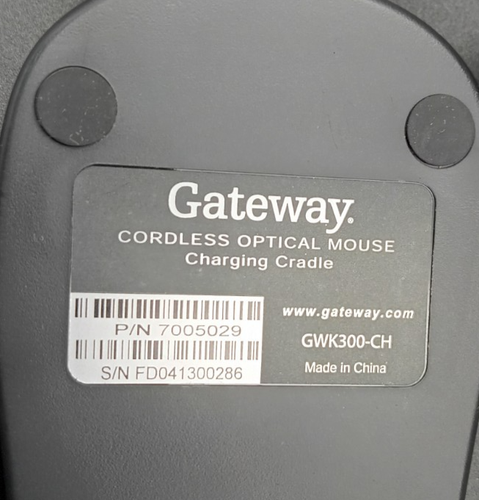 Gateway.
CORDLESS OPTICAL MOUSE
Charging Cradle
P/N 7005029
S/N FD041300286
www.gateway.com
GWK300-CH
Made in China